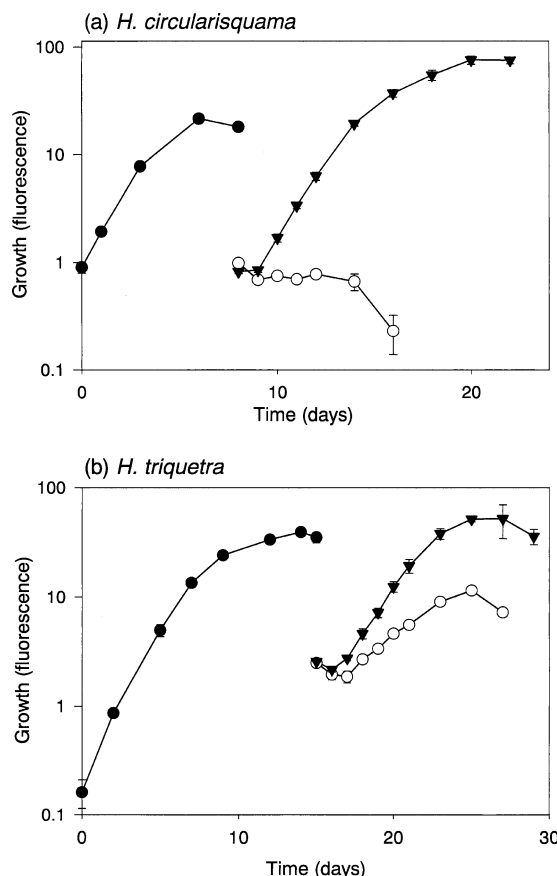 (a) H. circularisquama
100
10
1
0.1
Growth (fluorescence)
0 10 20
Time (days)
(b) H. triquetra
100
10
1
0.1
Growth (fluorescence)
0 10 20 30
Time (days)